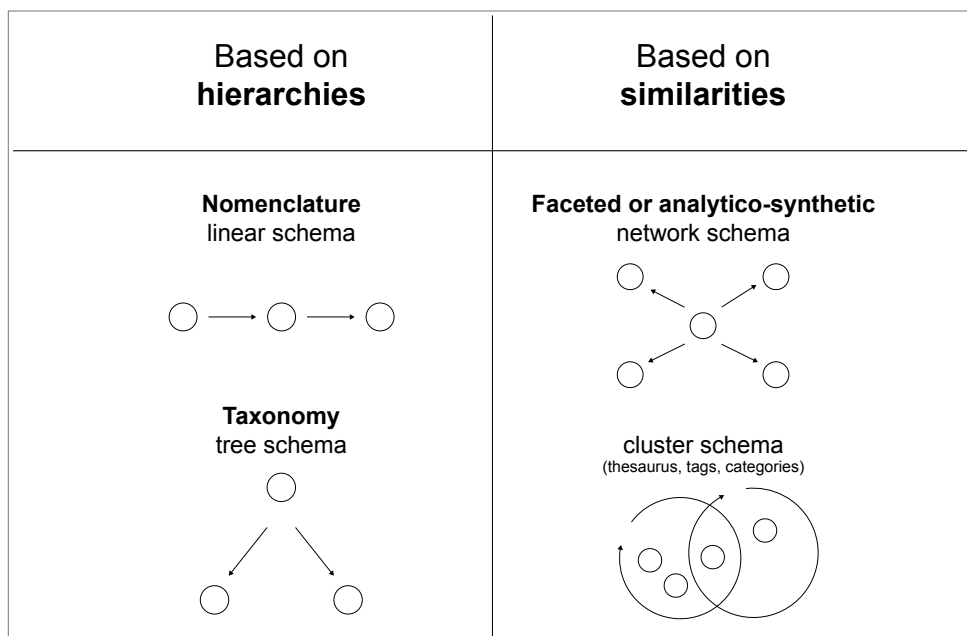 Based on
hierarchies
Based on
similarities
Nomenclature
linear schema
Taxonomy
tree schema
Faceted or analytico-synthetic
network schema
cluster schema
(thesaurus, tags, categories)